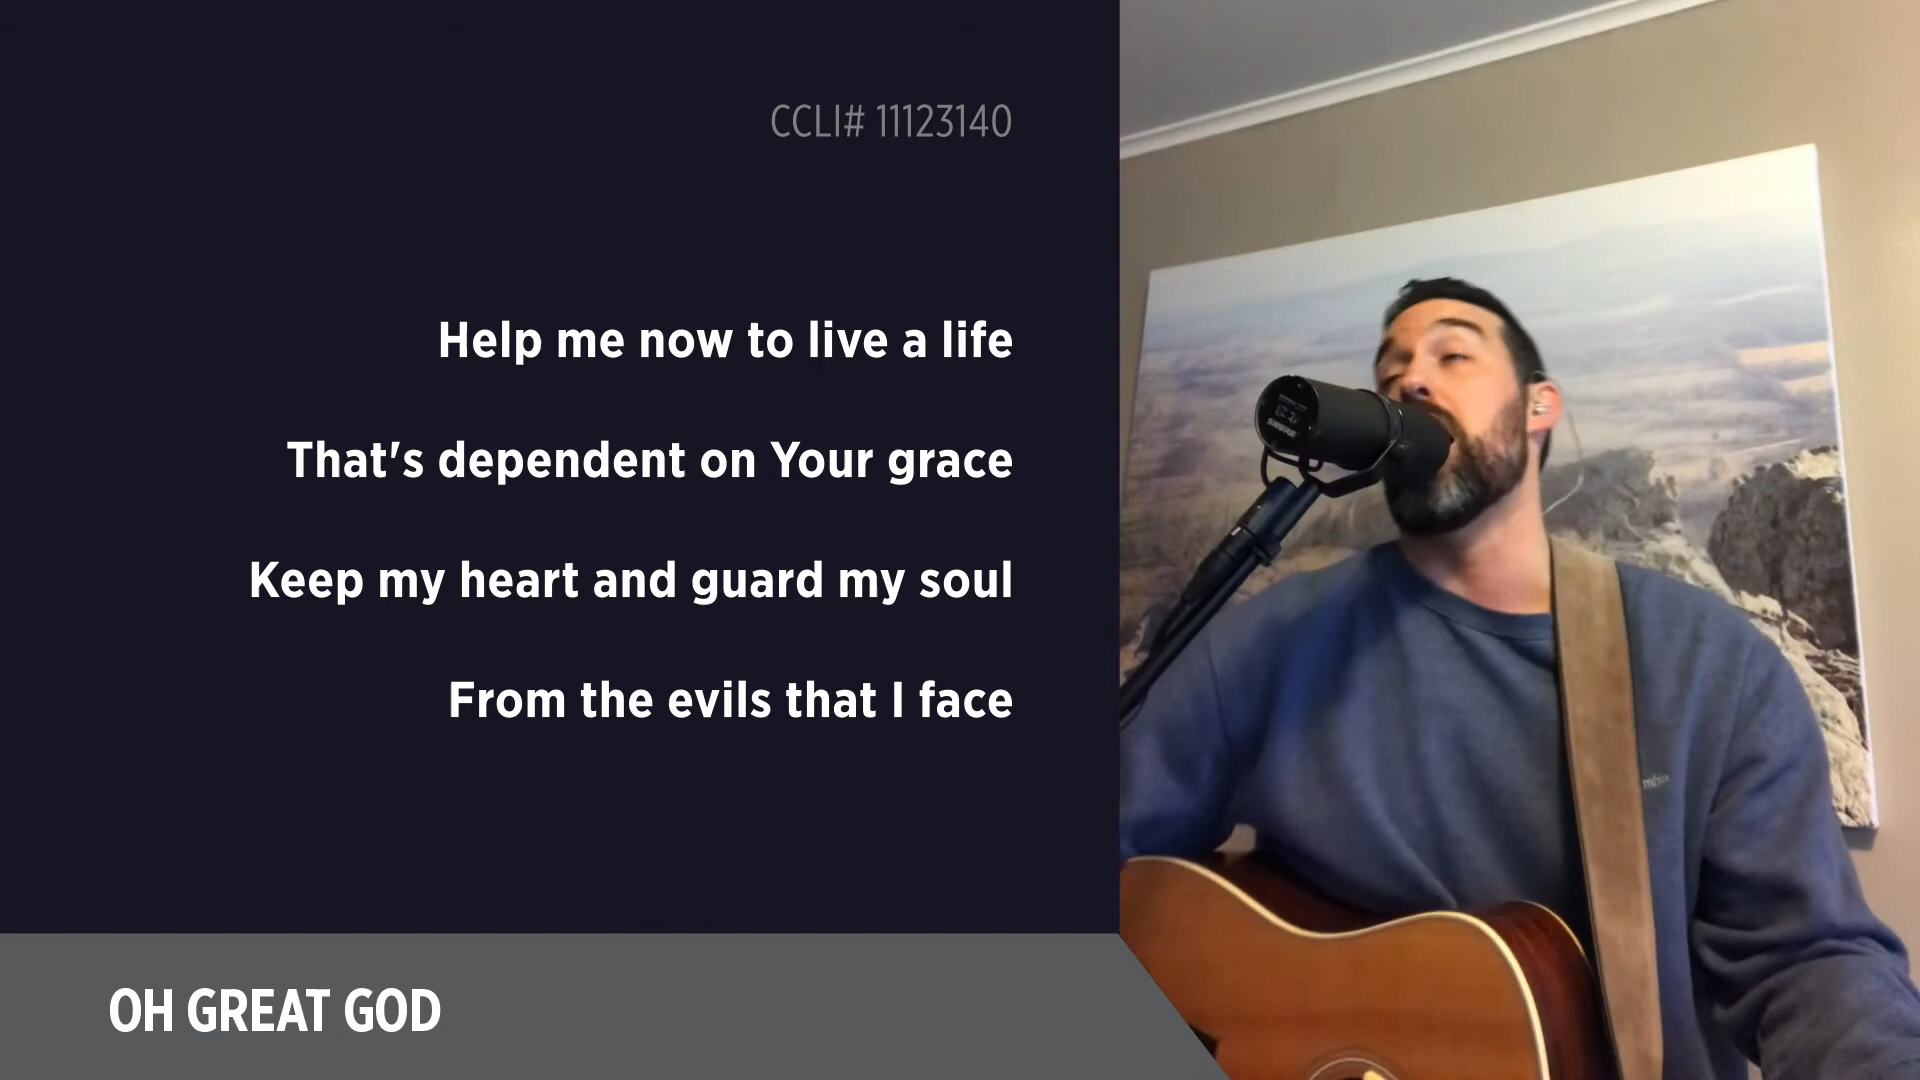 CCLI# 11123140
Help me now to live a life
That's dependent on Your grace
Keep my heart and guard my soul
From the evils that I face
OH GREAT GOD
SHURE